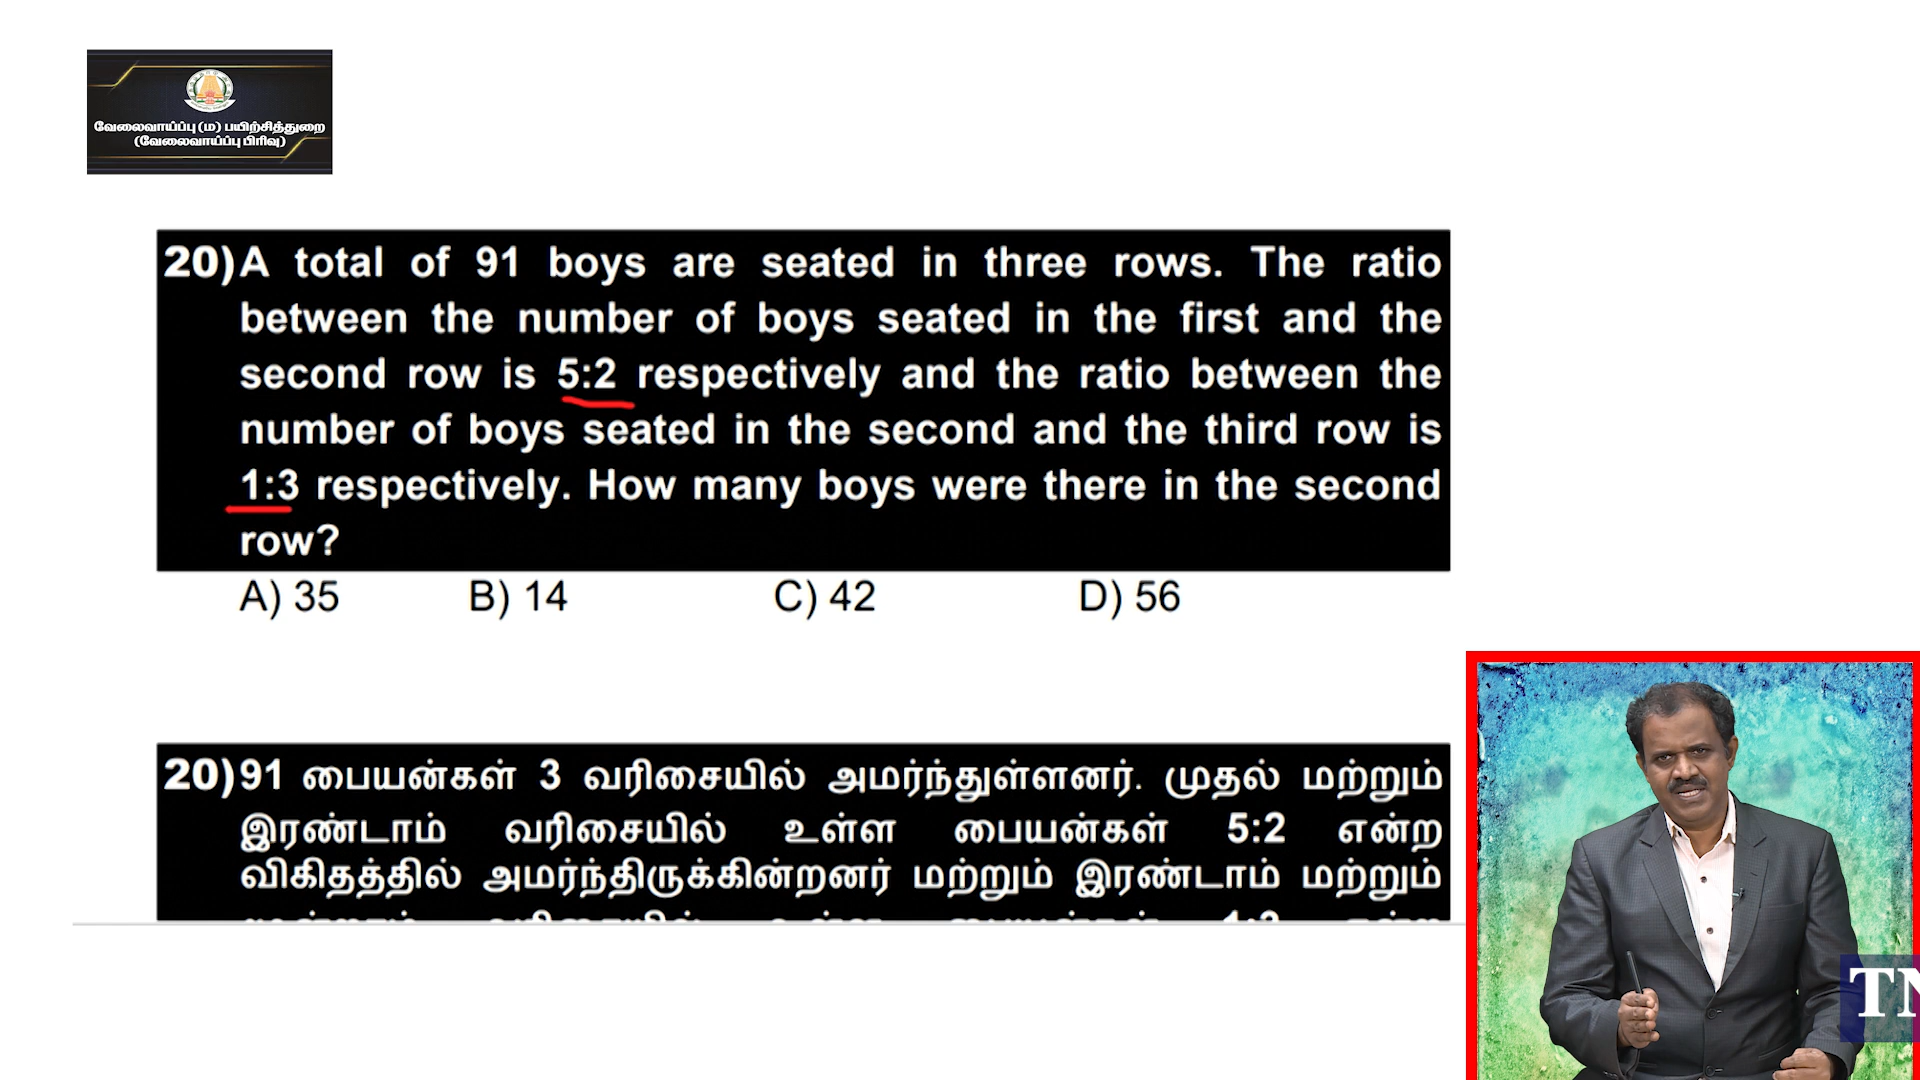 வேலைவாய்ப்பு (ம) பயிற்சித்துறை
(வேலைவாய்ப்பு பிரிவு)
20) A total of 91 boys are seated in three rows. The ratio
between the number of boys seated in the first and the
second row is 5:2 respectively and the ratio between the
number of boys seated in the second and the third row is
1:3 respectively. How many boys were there in the second
row?
A) 35 B) 14 C) 42 D) 56
20) 91 பையன்கள் 3 வரிசையில் அமர்ந்துள்ளனர். முதல் மற்றும்
இரண்டாம் வரிசையில் உள்ள பையன்கள் 5:2 என்ற
விகிதத்தில் அமர்ந்திருக்கின்றனர் மற்றும் இரண்டாம் மற்றும்
TN